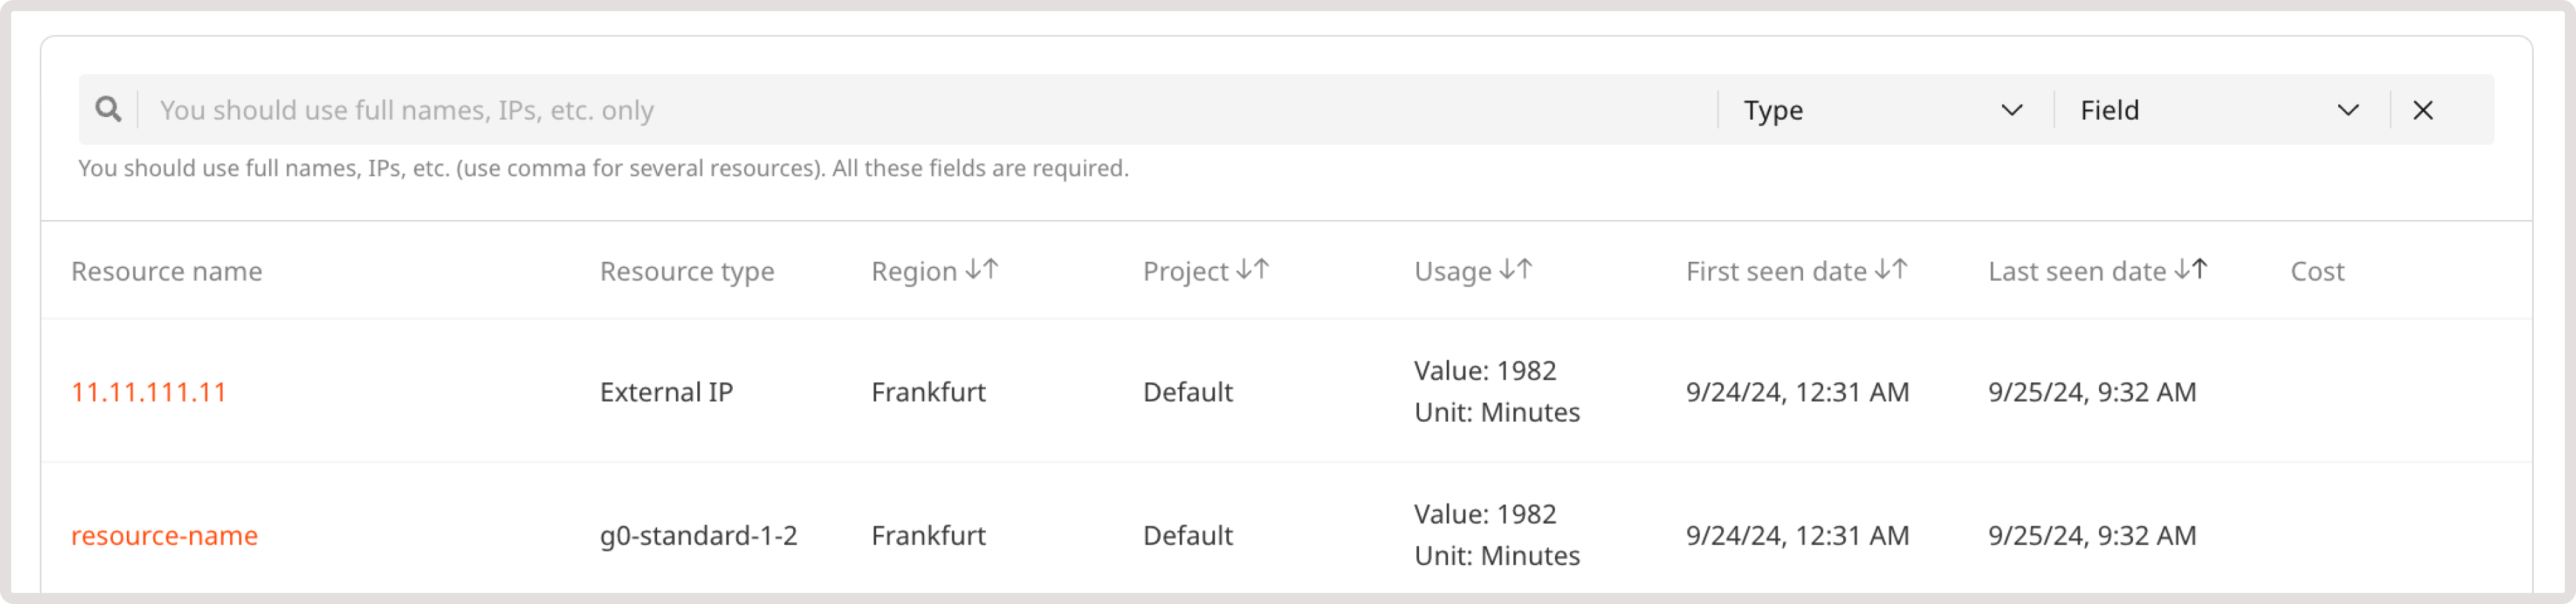 You should use full names, IPs, etc. only Type Field
You should use full names, IPs, etc. (use comma for several resources). All these fields are required.
Resource name Resource type Region Project Usage First seen date Last seen date Cost
11.11.111.11 External IP Frankfurt Default Value: 1982 Unit: Minutes 9/24/24, 12:31 AM 9/25/24, 9:32 AM
resource-name g0-standard-1-2 Frankfurt Default Value: 1982 Unit: Minutes 9/24/24, 12:31 AM 9/25/24, 9:32 AM